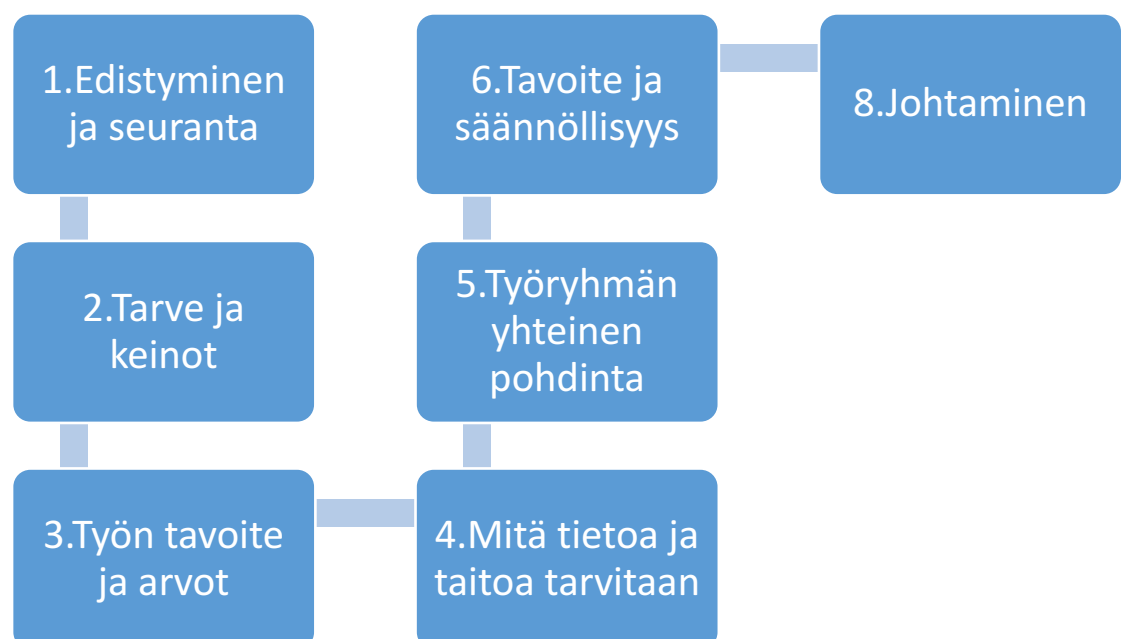 1.Edistyminen
ja seuranta
2.Tarve ja
keinot
3.Työn tavoite
ja arvot
4.Mitä tietoa ja
taitoa tarvitaan
5.Työryhmän
yhteinen
pohdinta
6.Tavoite ja
säännöllisyys
8.Johtaminen